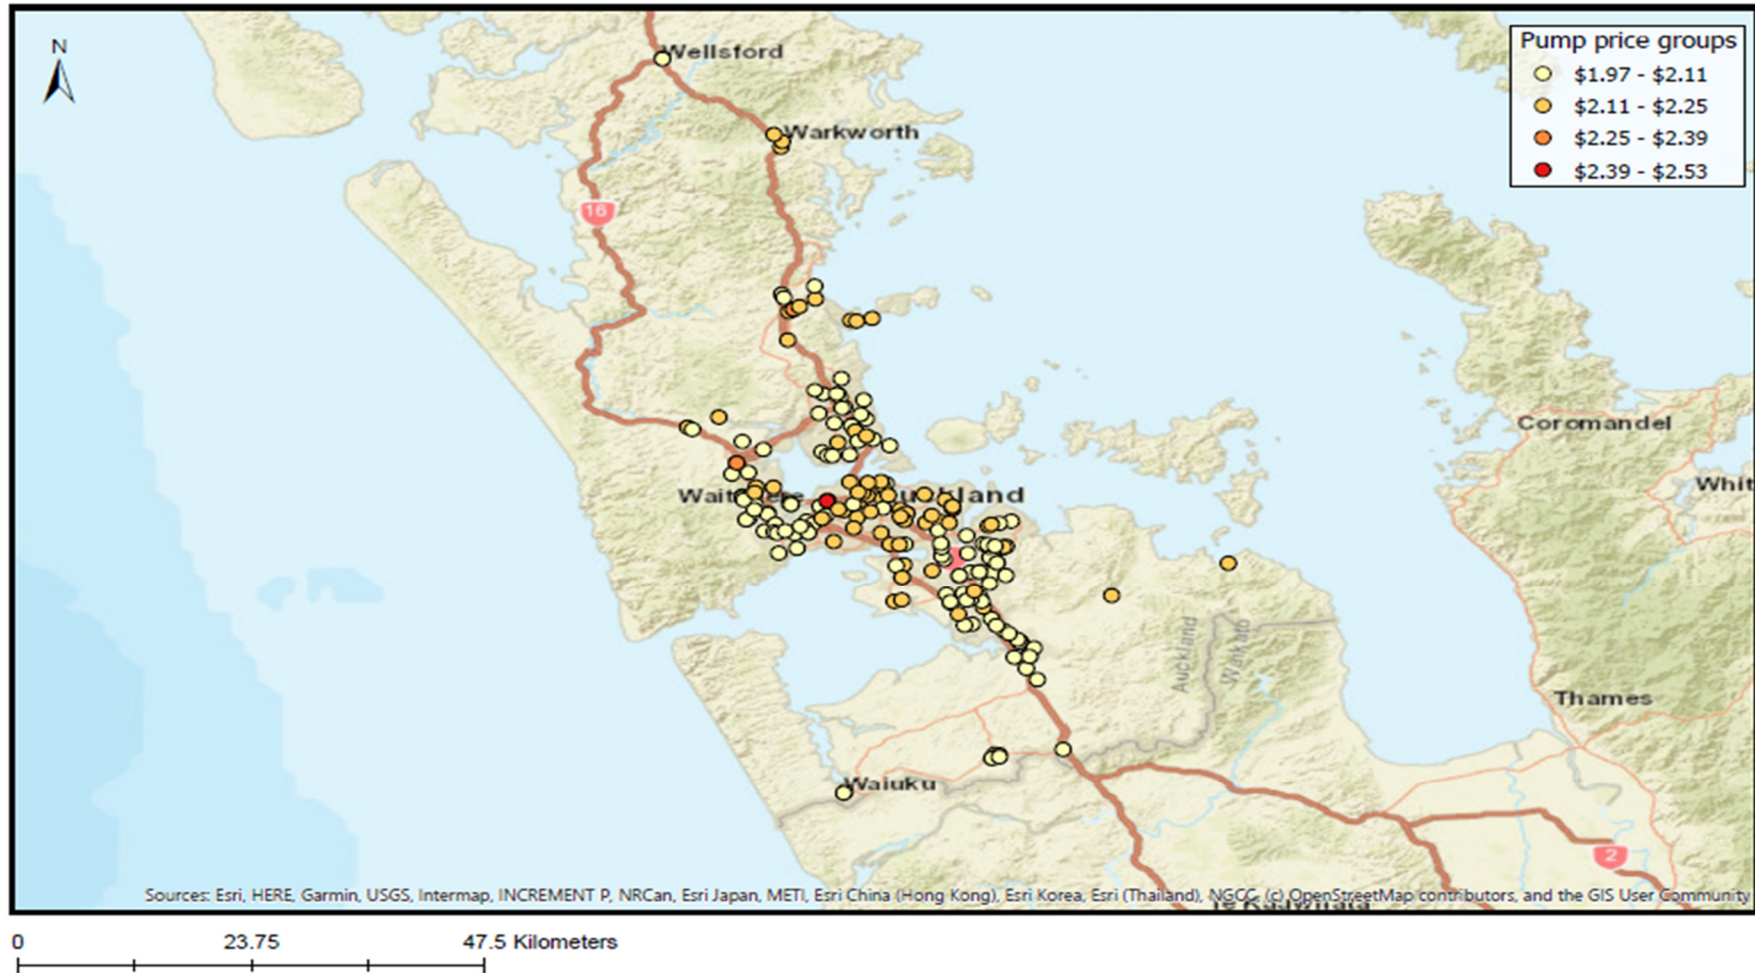 N
Wellsford
Warkworth
16
Pump price groups
$1.97 - $2.11
$2.11 - $2.25
$2.25 - $2.39
$2.39 - $2.53
Coromandel
Whit
Auckland
Waikato
Thames
Waiuku
2
Sources: Esri, HERE, Garmin, USGS, Intermap, INCREMENT P, NRCan, Esri Japan, METI, Esri China (Hong Kong), Esri Korea, Esri (Thailand), NGCC, (c) OpenStreetMap contributors, and the GIS User Community
0 23.75 47.5 Kilometers